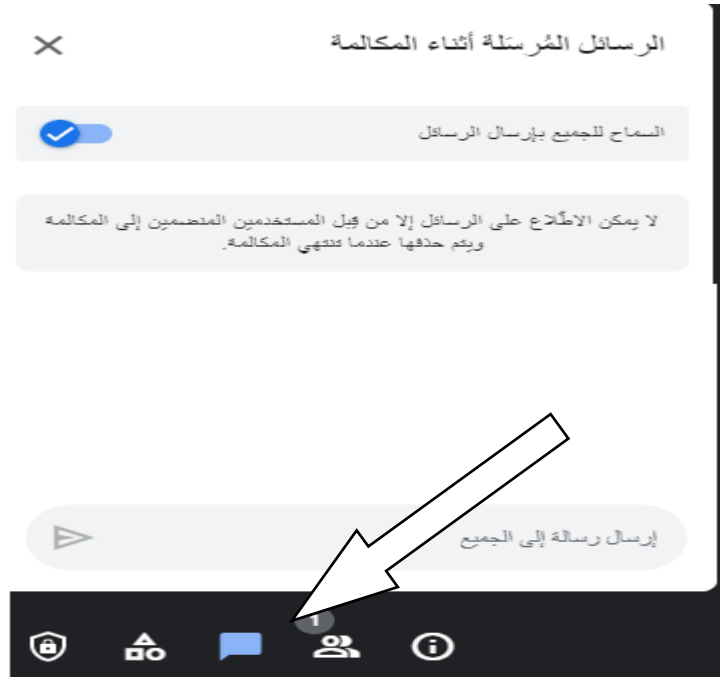 الرسائل المُرسَلة أثناء المكالمة
السماح للجميع بإرسال الرسائل
لا يمكن الاطّلاع على الرسائل إلا من قِبل المستخدمين المنضمين إلى المكالمة
ويتم حذفها عندما تنتهي المكالمة.
إرسال رسالة إلى الجميع
1